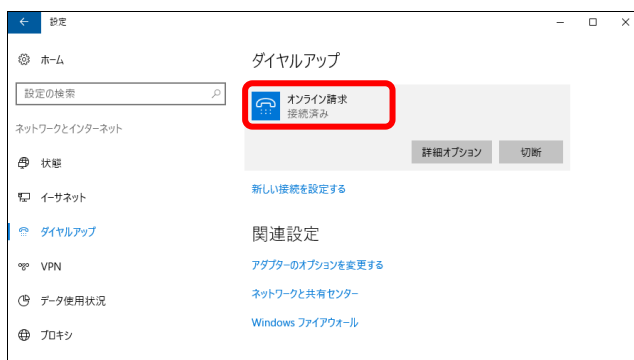 設定
ホーム
設定の検索
ネットワークとインターネット
状態
イーサネット
ダイヤルアップ
VPN
データ使用状況
プロキシ
ダイヤルアップ
オンライン請求
接続済み
詳細オプション
切断
新しい接続を設定する
関連設定
アダプターのオプションを変更する
ネットワークと共有センター
Windows ファイアウォール